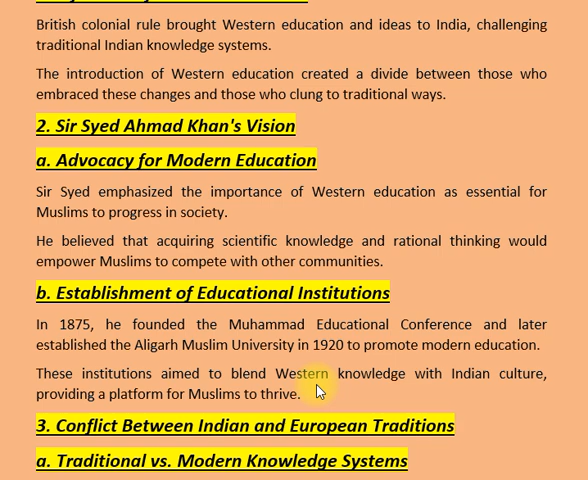 British colonial rule brought Western education and ideas to India, challenging
traditional Indian knowledge systems.
The introduction of Western education created a divide between those who
embraced these changes and those who clung to traditional ways.
2. Sir Syed Ahmad Khan's Vision
a. Advocacy for Modern Education
Sir Syed emphasized the importance of Western education as essential for
Muslims to progress in society.
He believed that acquiring scientific knowledge and rational thinking would
empower Muslims to compete with other communities.
b. Establishment of Educational Institutions
In 1875, he founded the Muhammad Educational Conference and later
established the Aligarh Muslim University in 1920 to promote modern education.
These institutions aimed to blend Western knowledge with Indian culture,
providing a platform for Muslims to thrive.
3. Conflict Between Indian and European Traditions
a. Traditional vs. Modern Knowledge Systems